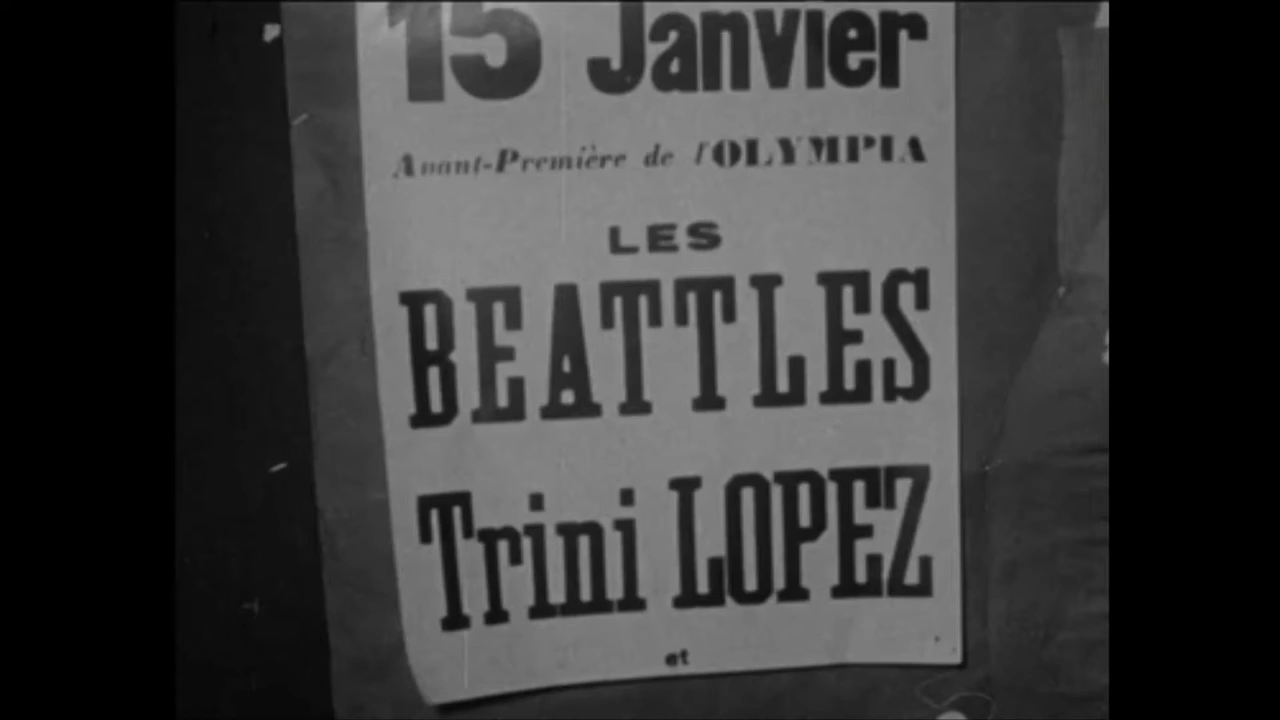 15 Janvier
Avant-Première de l'OLYMPIA
LES
BEATTLES
Trini LOPEZ
et